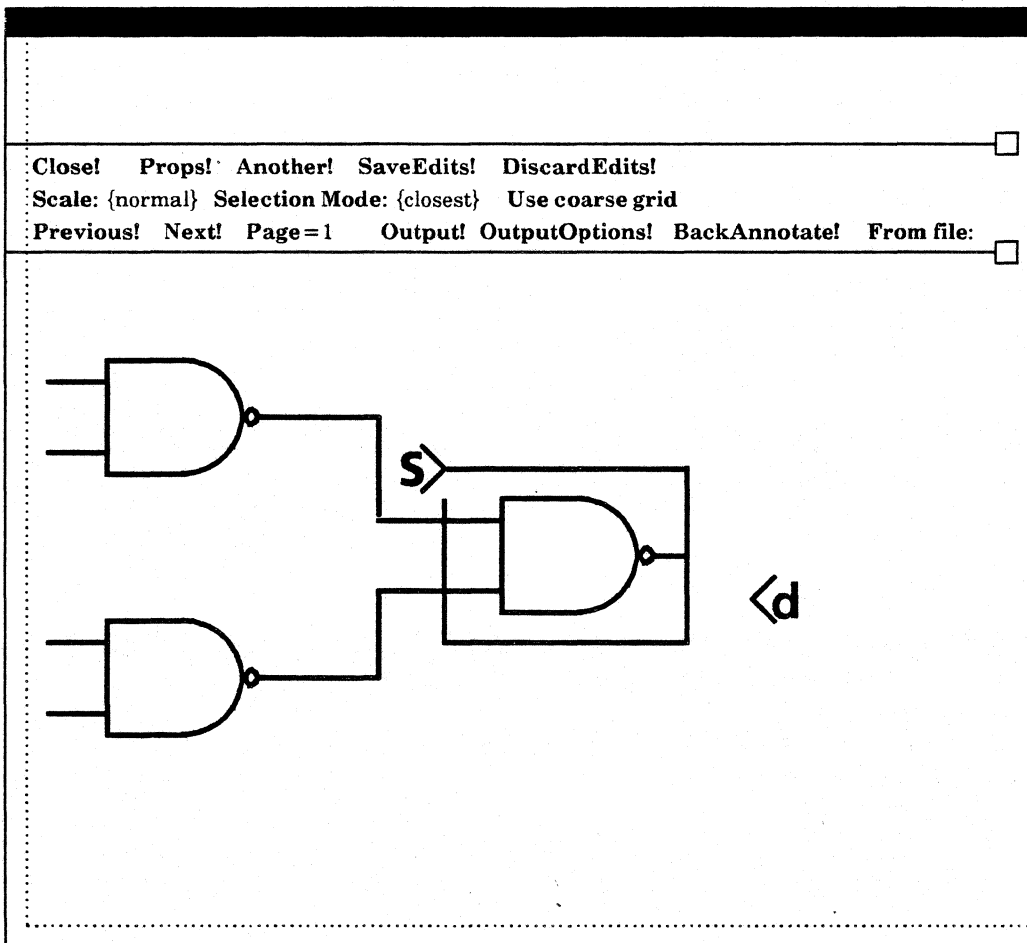 Close! Props! Another! SaveEdits! DiscardEdits!
Scale: {normal} Selection Mode: {closest} Use coarse grid
Previous! Next! Page=1 Output! OutputOptions! BackAnnotate! From file:
S
d